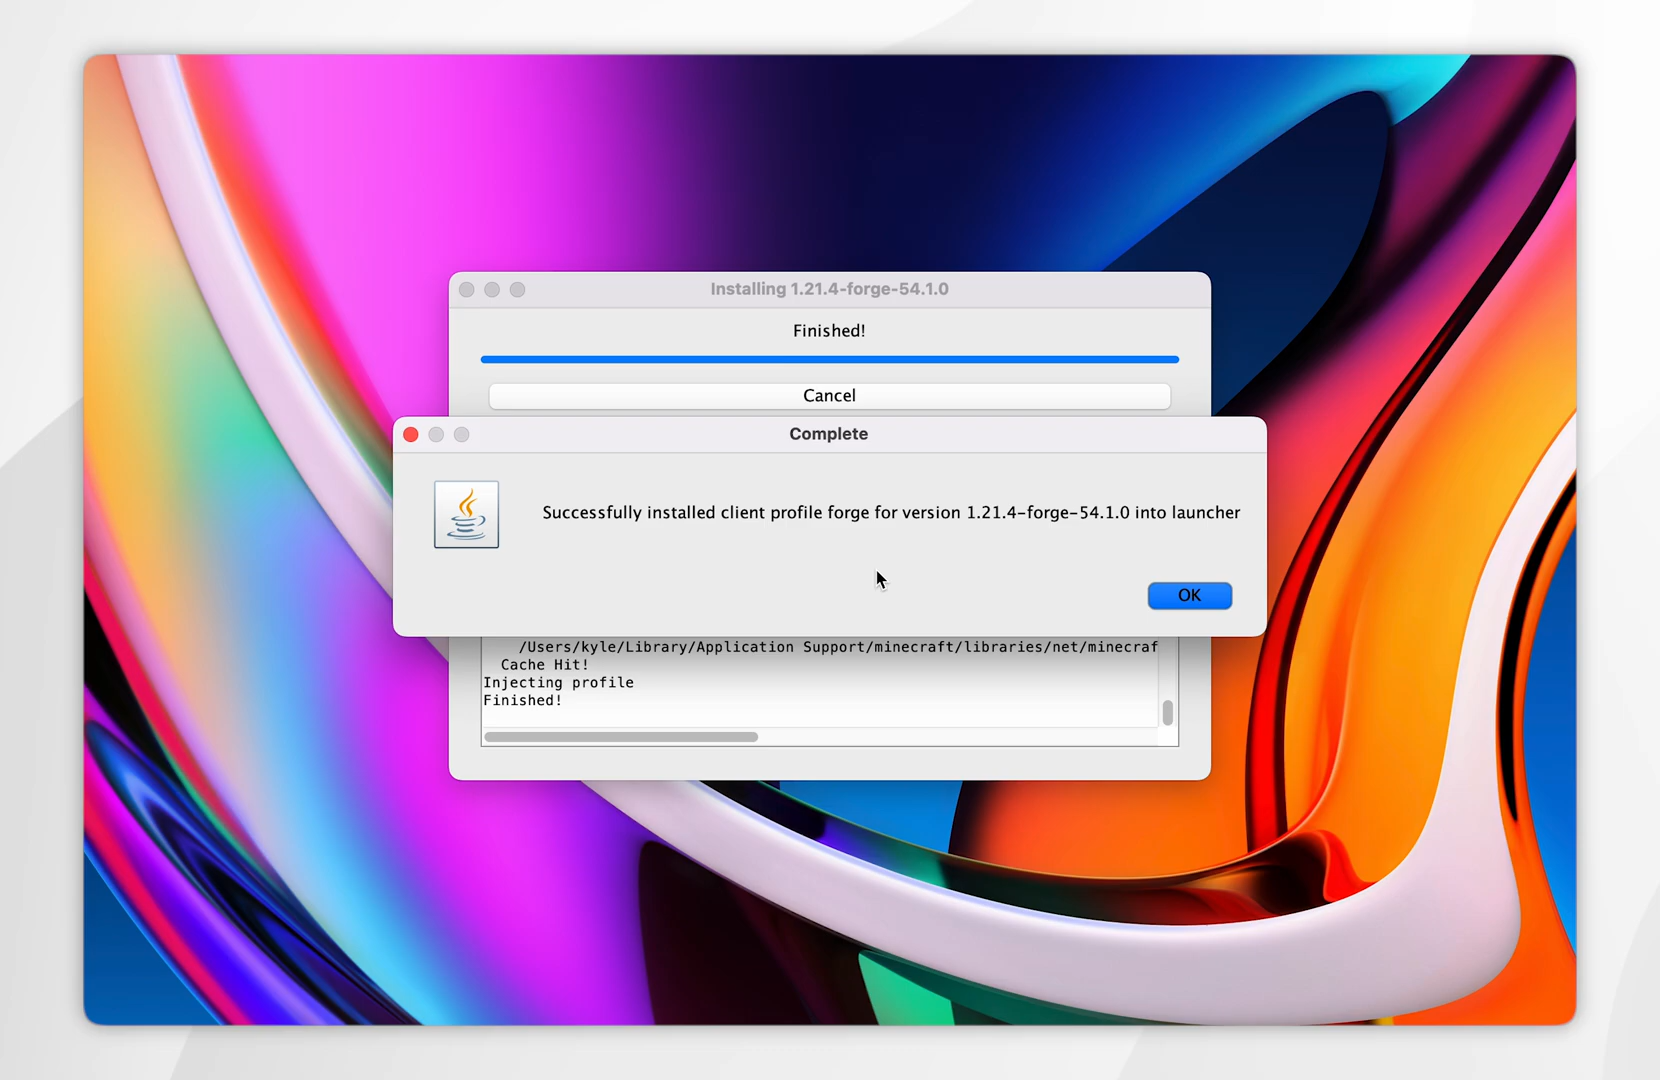 Installing 1.21.4-forge-54.1.0
Finished!
Cancel
Complete
Successfully installed client profile forge for version 1.21.4-forge-54.1.0 into launcher
OK
/Users/kyle/Library/Application Support/minecraft/libraries/net/minecraf
Cache Hit!
Injecting profile
Finished!